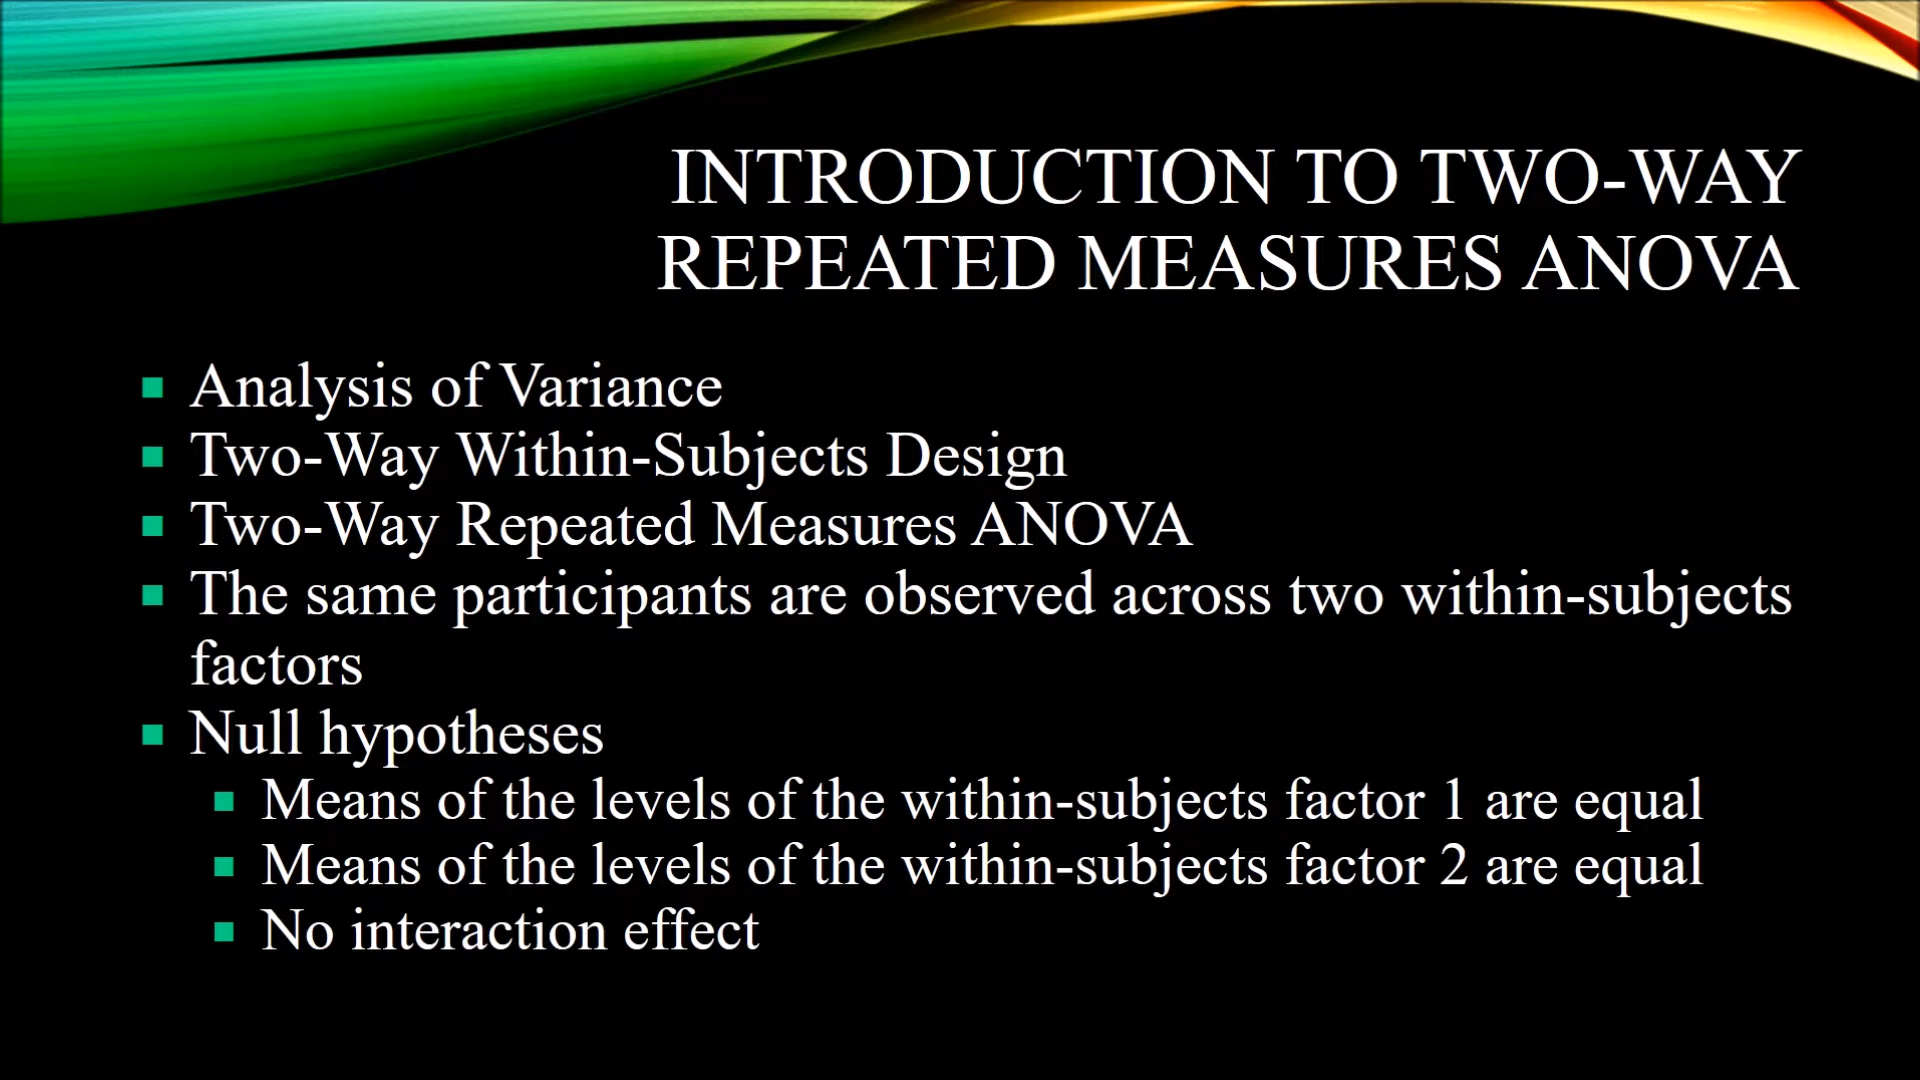 INTRODUCTION TO TWO-WAY
REPEATED MEASURES ANOVA
Analysis of Variance
Two-Way Within-Subjects Design
Two-Way Repeated Measures ANOVA
The same participants are observed across two within-subjects
factors
Null hypotheses
Means of the levels of the within-subjects factor 1 are equal
Means of the levels of the within-subjects factor 2 are equal
No interaction effect